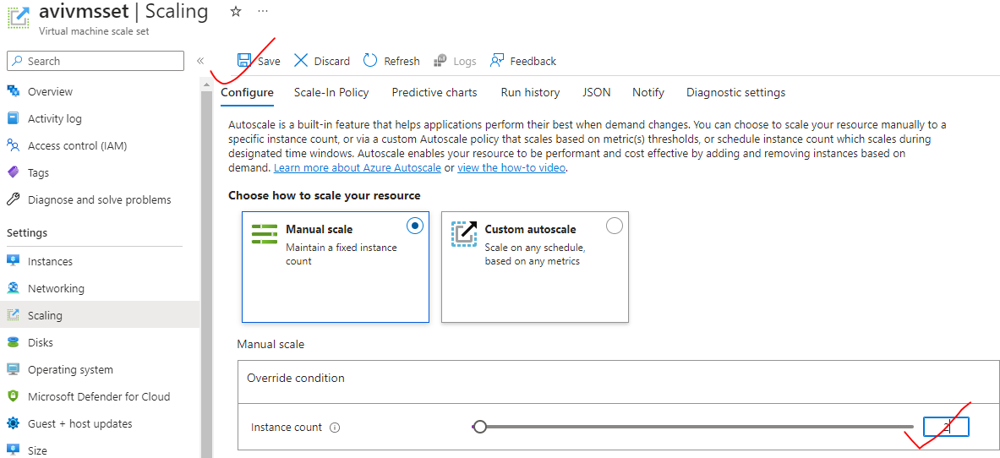 avivmsset | Scaling ☆ ...
Virtual machine scale set
Search
«
Save
Discard
Refresh
Logs
Feedback
Overview
Activity log
Access control (IAM)
Tags
Diagnose and solve problems
Settings
Instances
Networking
Scaling
Disks
Operating system
Microsoft Defender for Cloud
Guest + host updates
Size
Configure
Scale-In Policy
Predictive charts
Run history
JSON
Notify
Diagnostic settings
Autoscale is a built-in feature that helps applications perform their best when demand changes. You can choose to scale your resource manually to a
specific instance count, or via a custom Autoscale policy that scales based on metric(s) thresholds, or schedule instance count which scales during
designated time windows. Autoscale enables your resource to be performant and cost effective by adding and removing instances based on
demand. Learn more about Azure Autoscale or view the how-to video.
Choose how to scale your resource
Manual scale
Maintain a fixed instance
count
Custom autoscale
Scale on any schedule,
based on any metrics
Manual scale
Override condition
Instance count
2